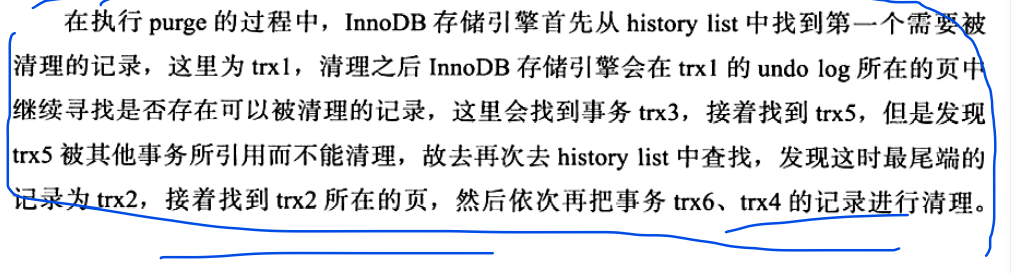 在执行 purge 的过程中，InnoDB 存储引擎首先从 history list 中找到第一个需要被
清理的记录，这里为 trx1，清理之后 InnoDB 存储引擎会在 trx1 的 undo log 所在的页中
继续寻找是否存在可以被清理的记录，这里会找到事务 trx3，接着找到 trx5，但是发现
trx5 被其他事务所引用而不能清理，故去再次去 history list 中查找，发现这时最尾端的
记录为 trx2，接着找到 trx2 所在的页，然后依次再把事务 trx6、trx4 的记录进行清理。